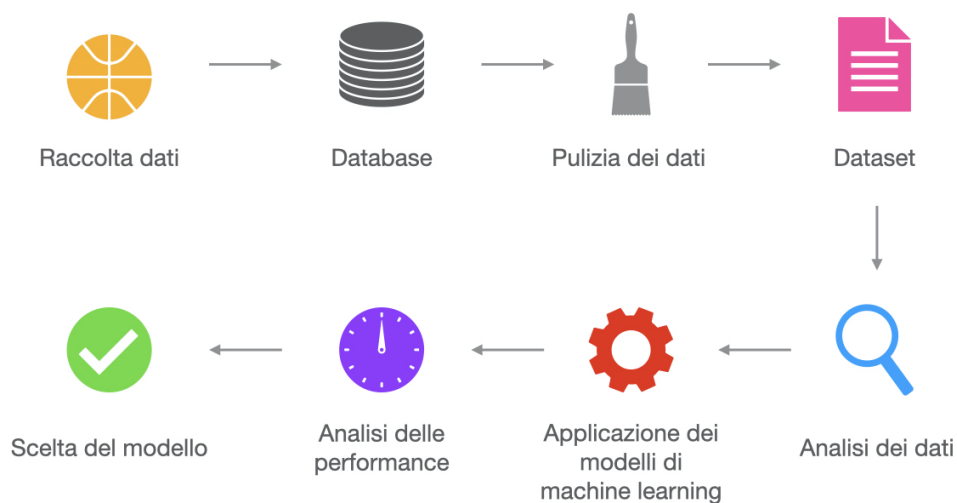 Raccolta dati
Database
Pulizia dei dati
Dataset
Scelta del modello
Analisi delle
performance
Applicazione dei
modelli di
machine learning
Analisi dei dati